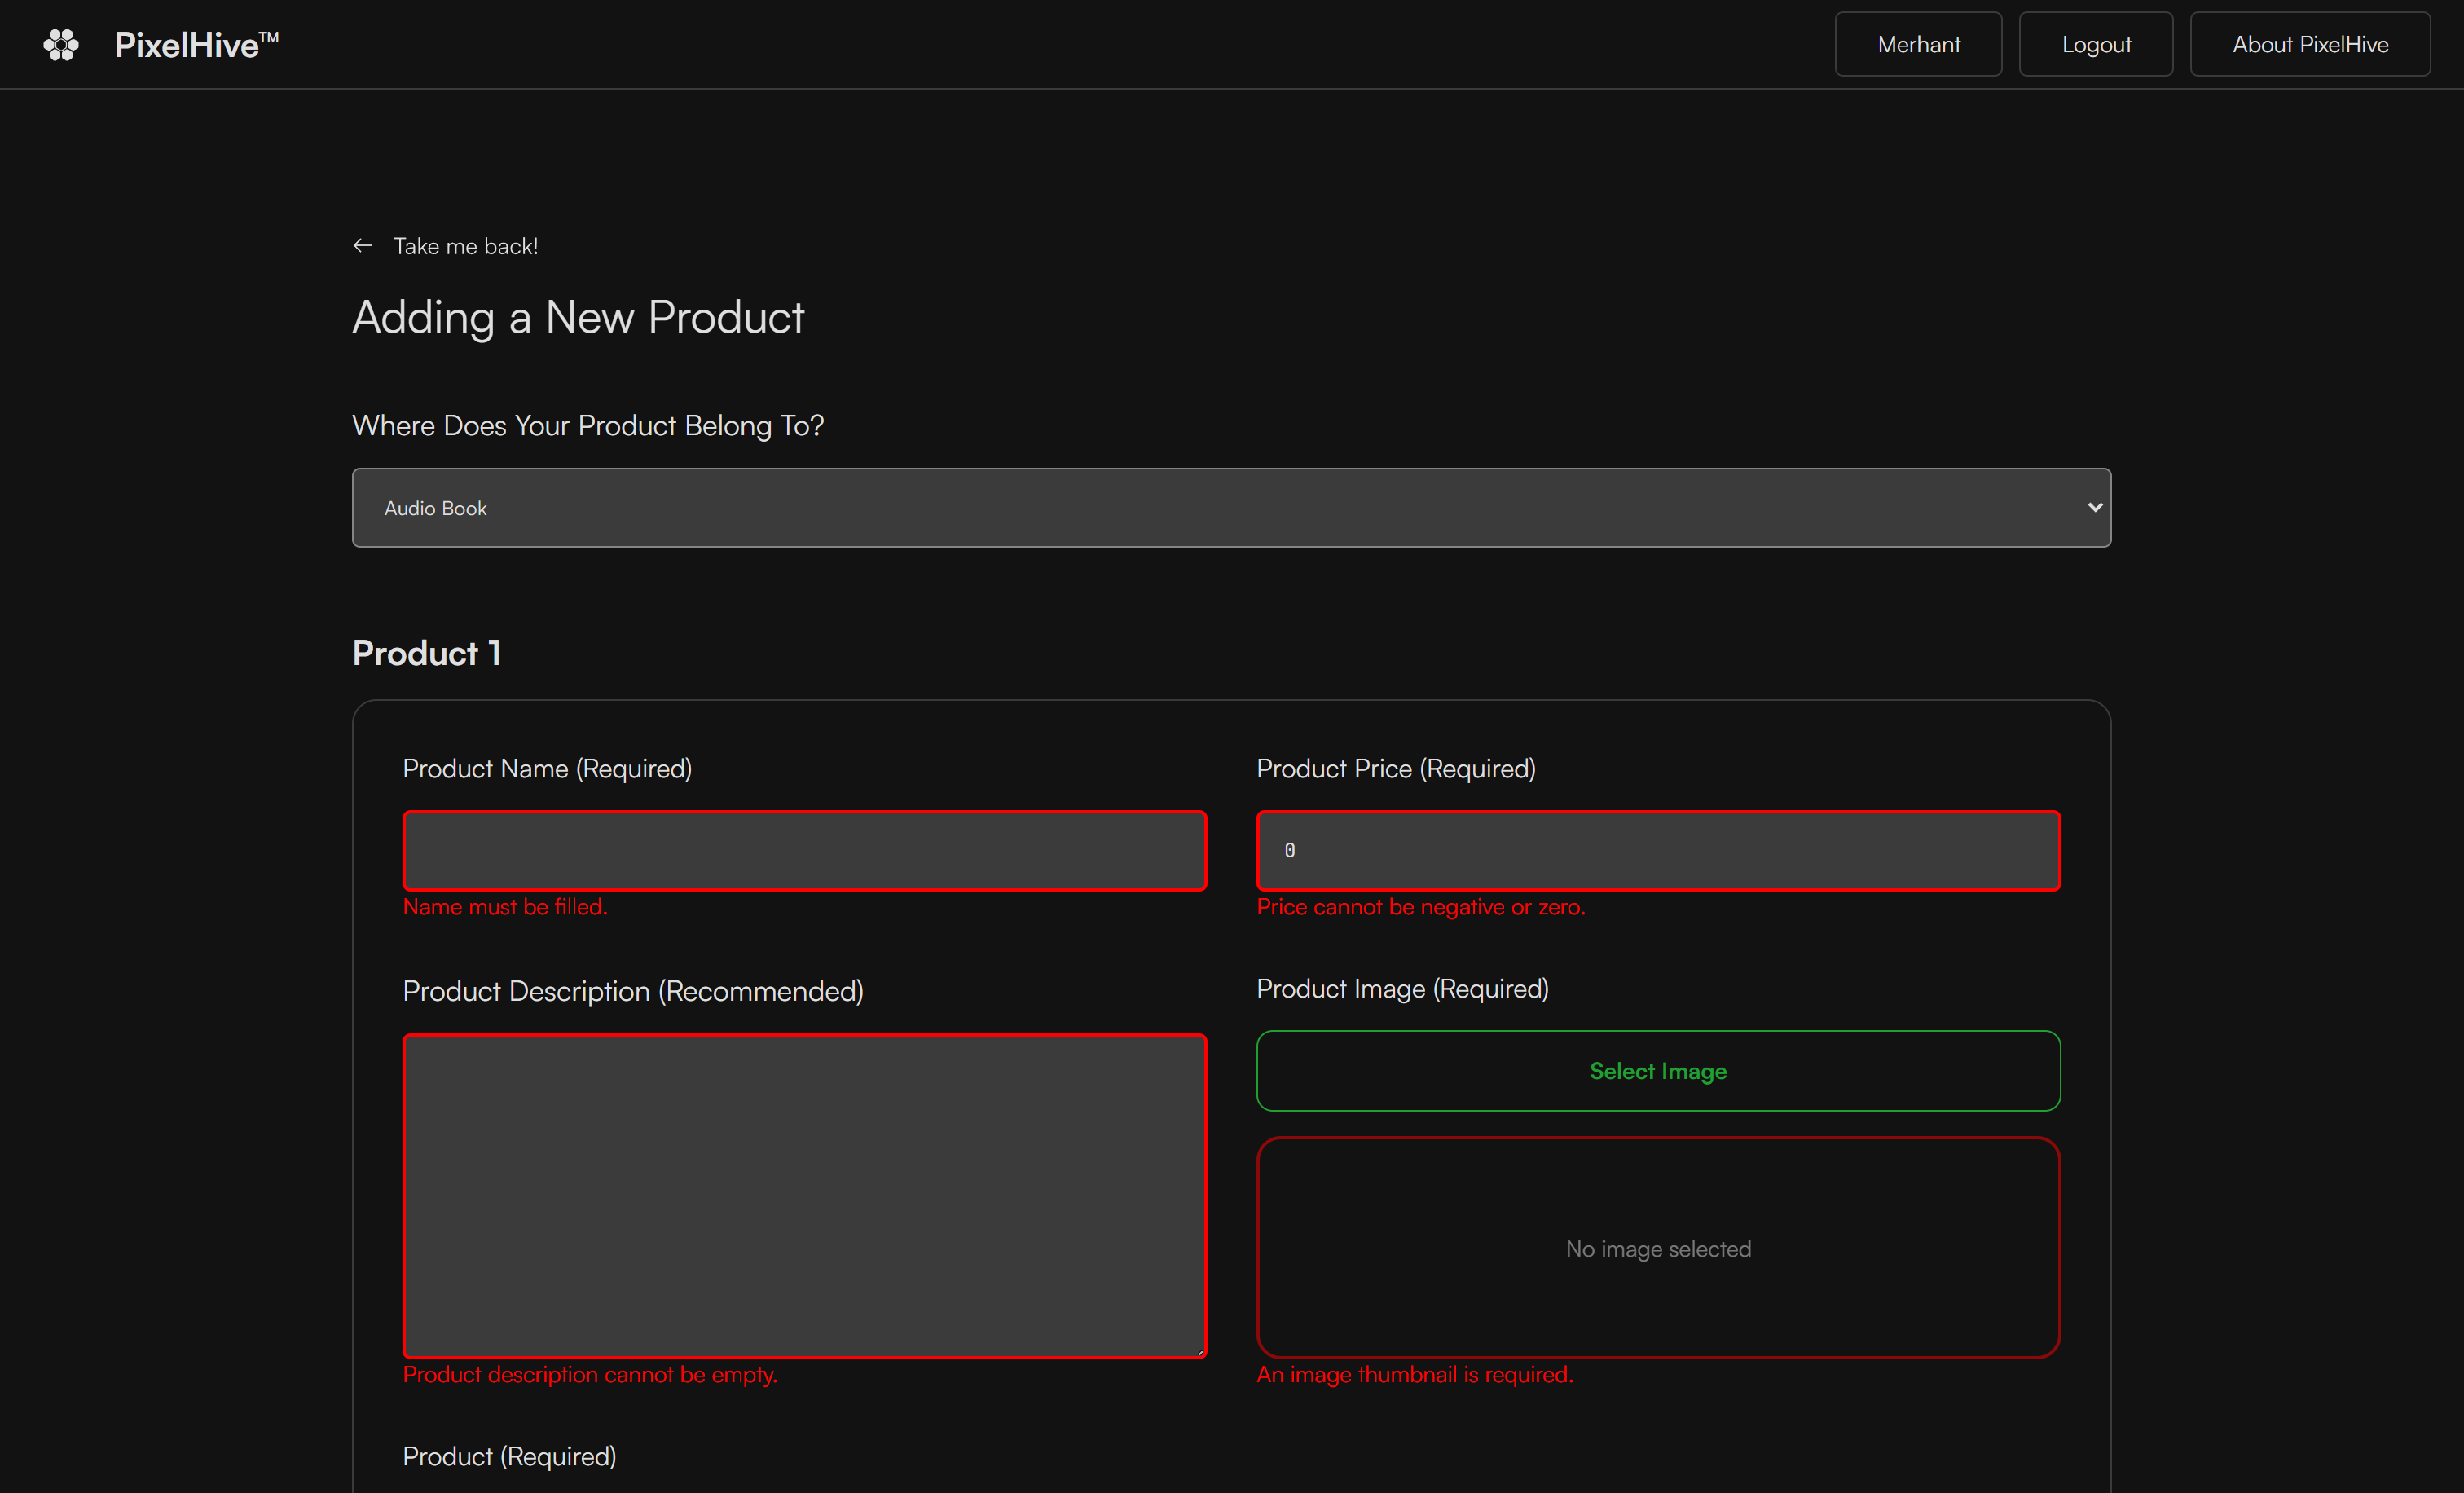 PixelHive™
Merhant
Logout
About PixelHive
Take me back!
Adding a New Product
Where Does Your Product Belong To?
Audio Book
Product 1
Product Name (Required)
Product Price (Required)
0
Name must be filled.
Price cannot be negative or zero.
Product Description (Recommended)
Product Image (Required)
Select Image
No image selected
Product description cannot be empty.
An image thumbnail is required.
Product (Required)